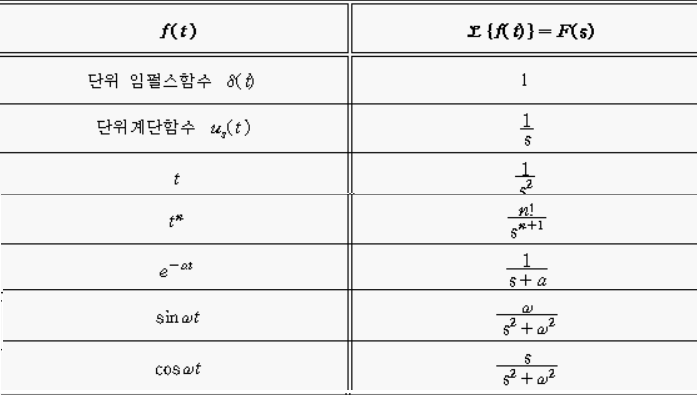 f(t) ℒ {f(t)} = F(s)
단위 임펄스함수 δ(t) 1
단위계단함수 u_s(t) 1/s
t 1/s²
tⁿ n!/sⁿ⁺¹
e^(-at) 1/(s + a)
sin ωt ω/(s² + ω²)
cos ωt s/(s² + ω²)